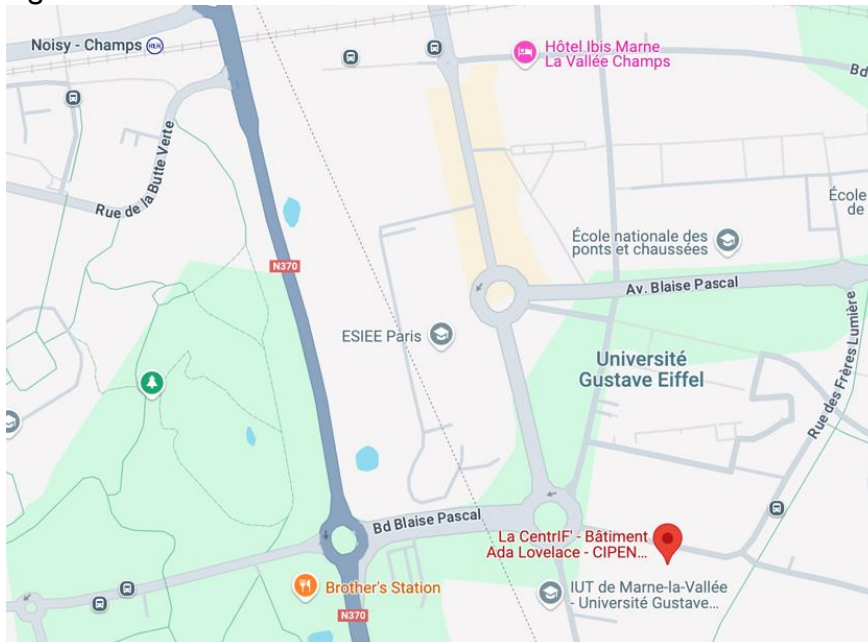 Noisy - Champs
RER
Hôtel Ibis Marne
La Vallée Champs
Bd
Rue de la Butte Verte
École
de
École nationale des
ponts et chaussées
N370
Av. Blaise Pascal
ESIEE Paris
Université
Gustave Eiffel
Rue des Frères Lumière
Bd Blaise Pascal
La CentrIF' - Bâtiment
Ada Lovelace - CIPEN...
Brother's Station
IUT de Marne-la-Vallée
- Université Gustave...
N370